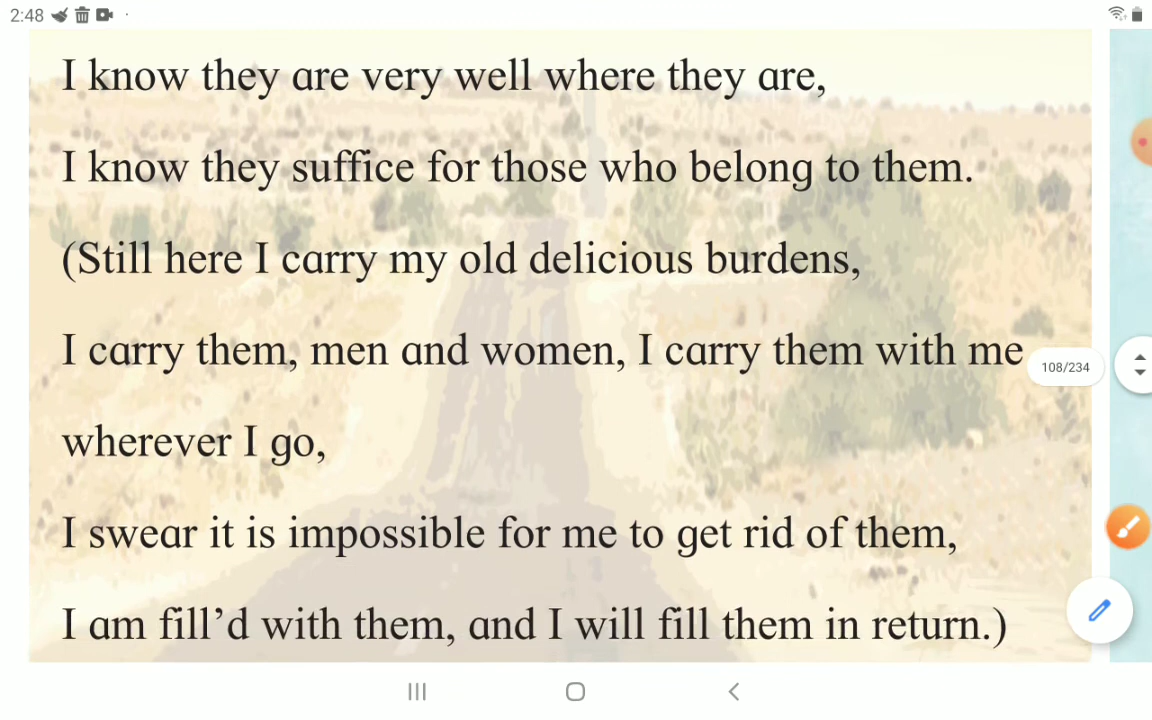 2:48
I know they are very well where they are,
I know they suffice for those who belong to them.
(Still here I carry my old delicious burdens,
I carry them, men and women, I carry them with me
108/234
wherever I go,
I swear it is impossible for me to get rid of them,
I am fill’d with them, and I will fill them in return.)